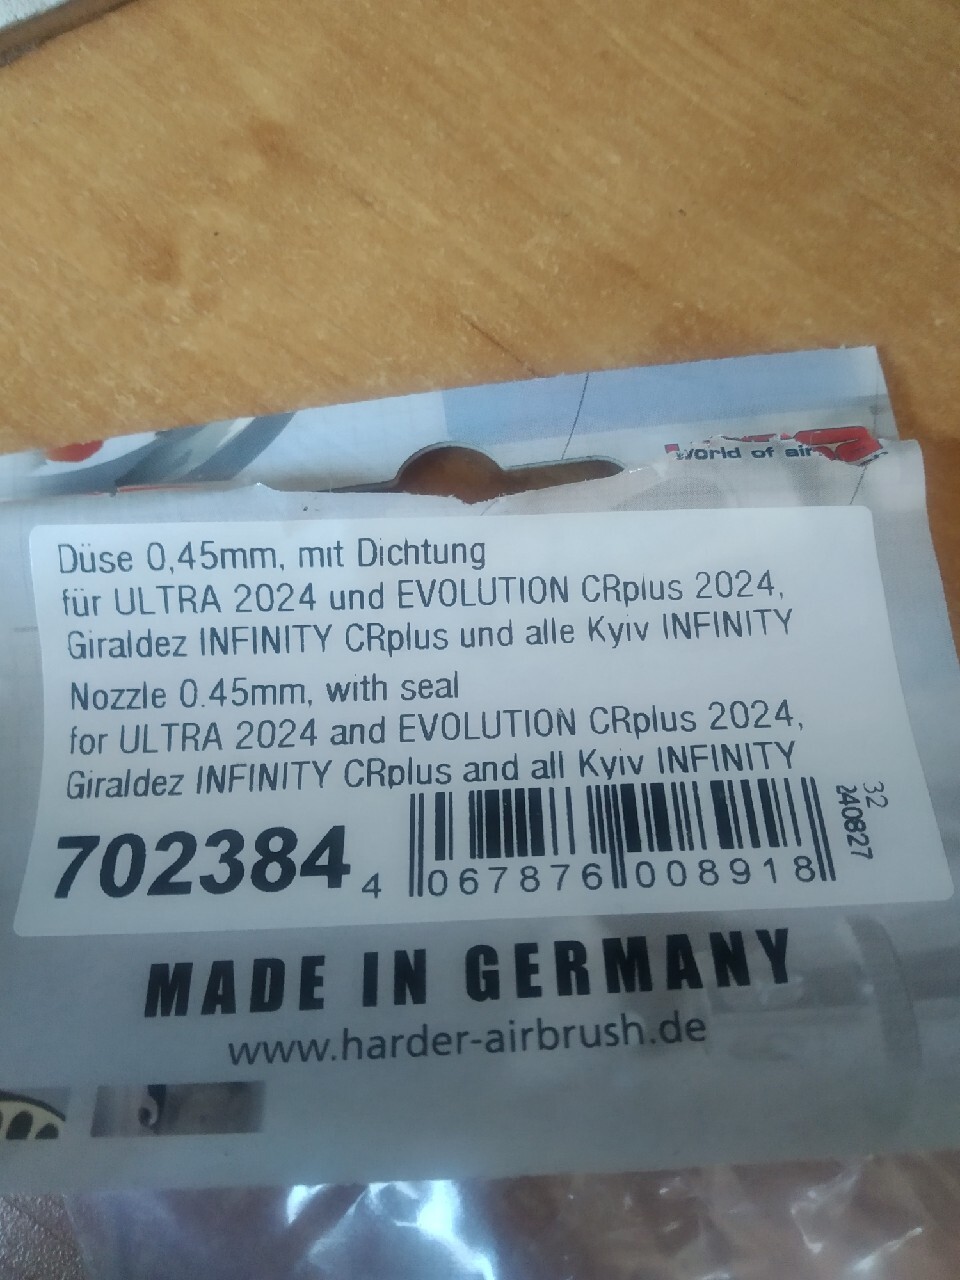 World of air
Düse 0,45mm, mit Dichtung
für ULTRA 2024 und EVOLUTION CRplus 2024,
Giraldez INFINITY CRplus und alle Kyiv INFINITY
Nozzle 0.45mm, with seal
for ULTRA 2024 and EVOLUTION CRplus 2024,
Giraldez INFINITY CRplus and all Kyiv INFINITY
702384
4 067876 008918
32
240827
MADE IN GERMANY
www.harder-airbrush.de